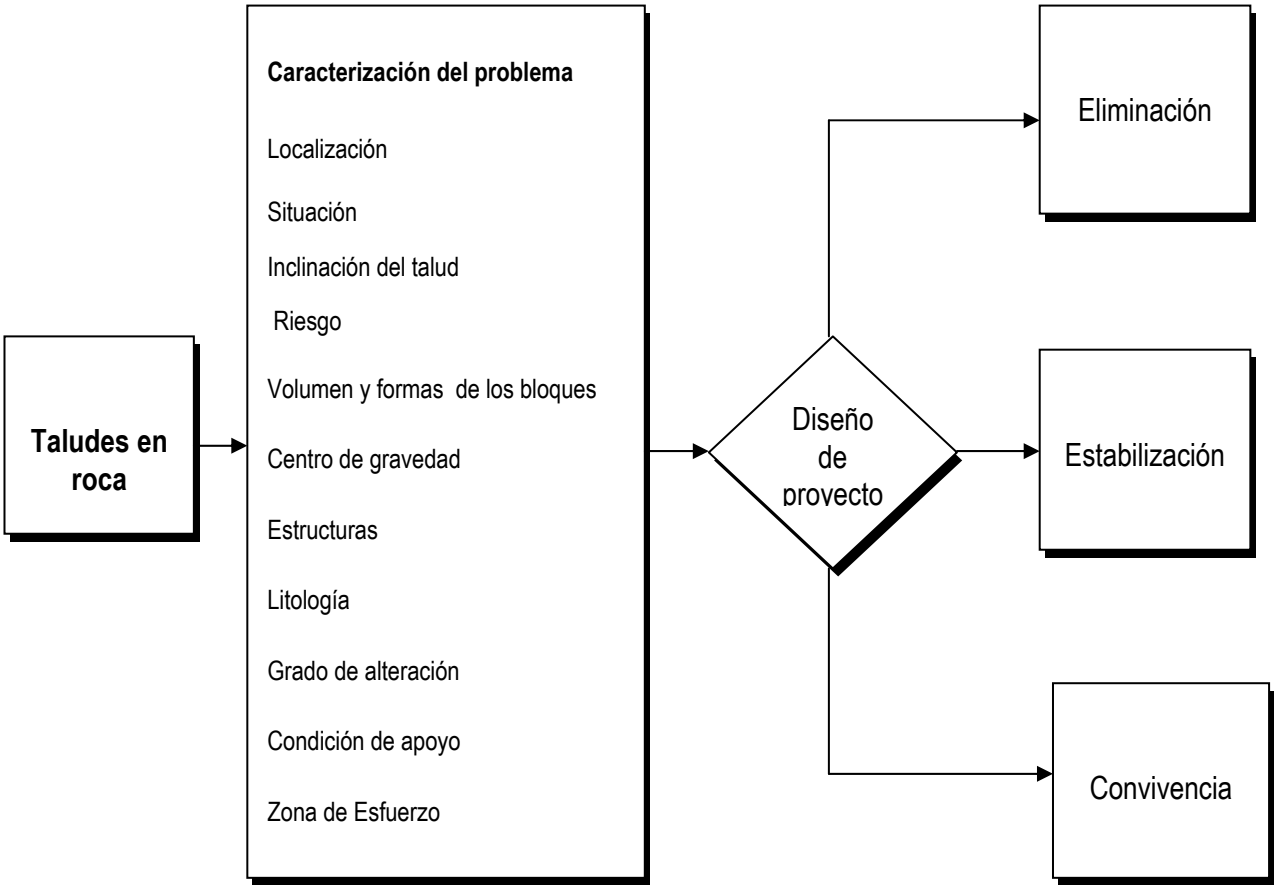 Taludes en
roca
Caracterización del problema
Localización
Situación
Inclinación del talud
Riesgo
Volumen y formas de los bloques
Centro de gravedad
Estructuras
Litología
Grado de alteración
Condición de apoyo
Zona de Esfuerzo
Diseño
de
proyecto
Eliminación
Estabilización
Convivencia